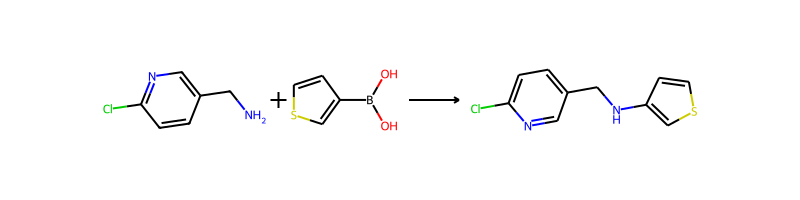 Cl N NH2 + S B OH OH Cl N N H S